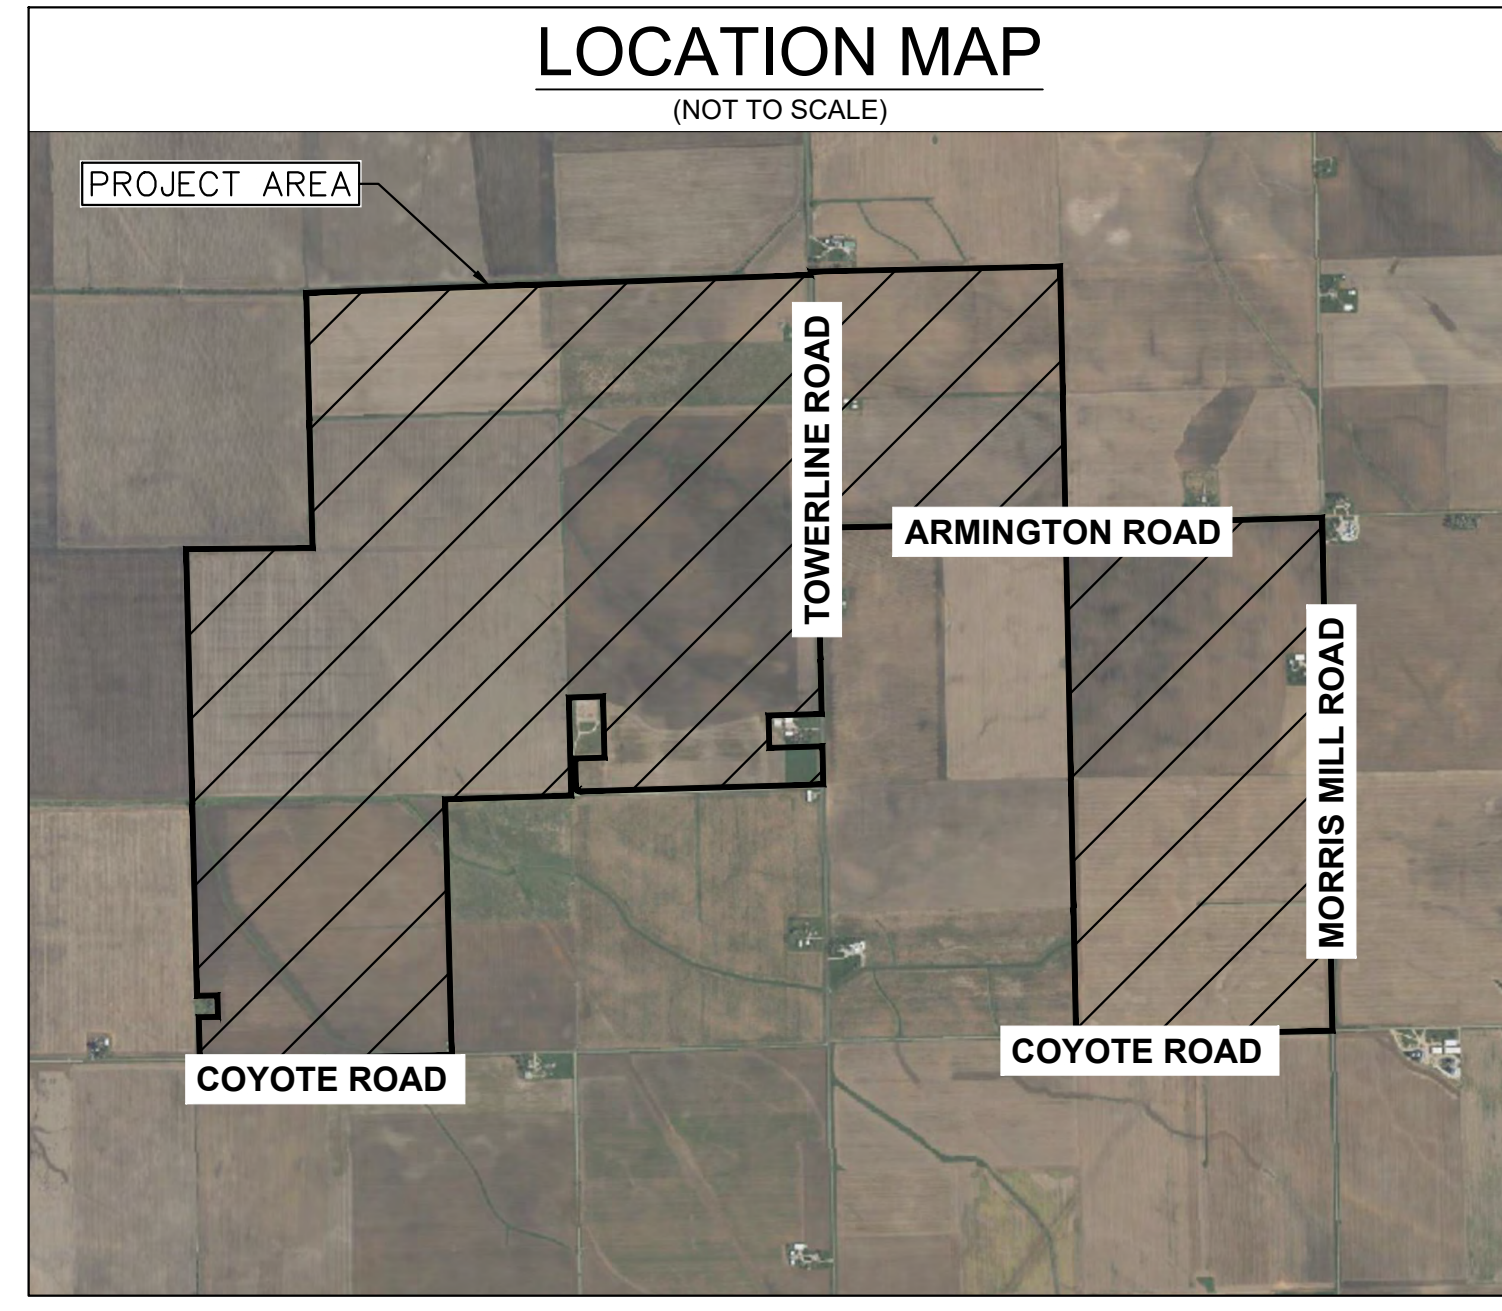 LOCATION MAP
(NOT TO SCALE)
PROJECT AREA
TOWERLINE ROAD
ARMINGTON ROAD
MORRIS MILL ROAD
COYOTE ROAD
COYOTE ROAD